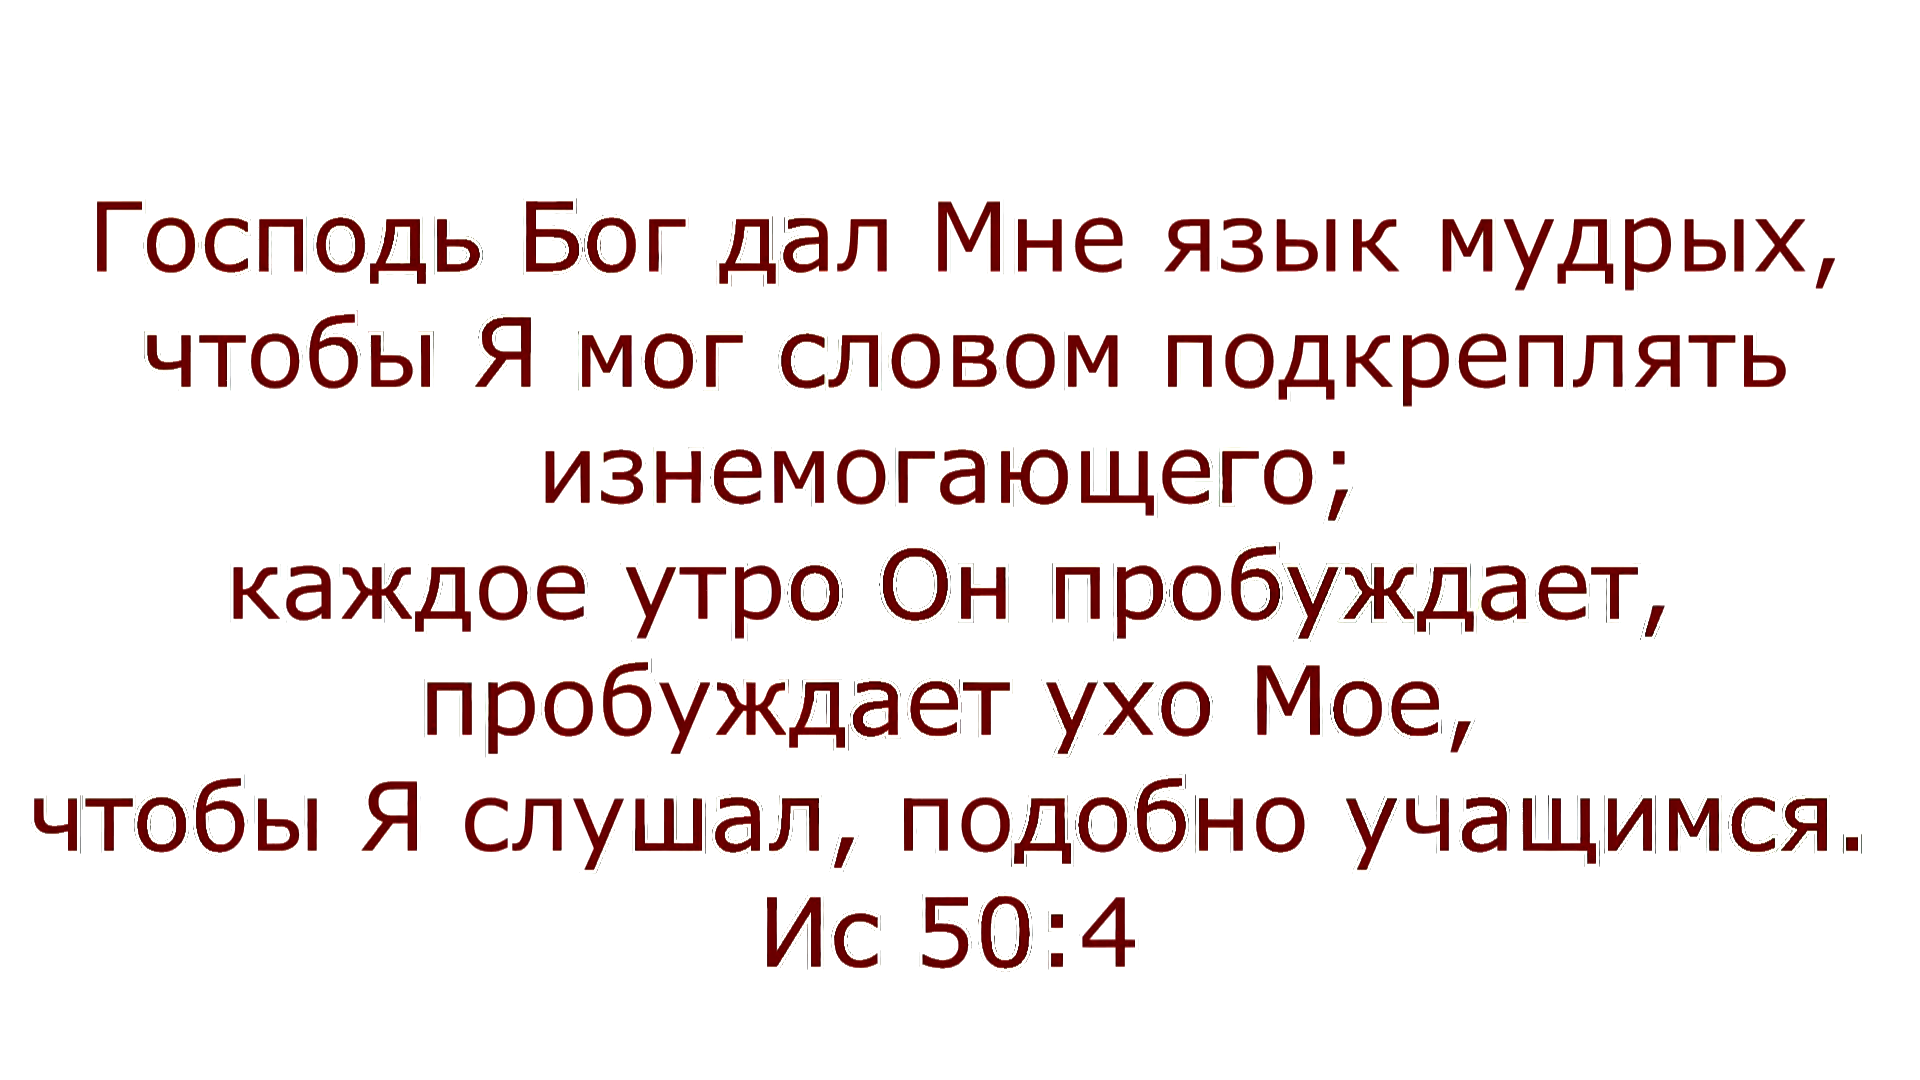 Господь Бог дал Мне язык мудрых,
чтобы Я мог словом подкреплять
изнемогающего;
каждое утро Он пробуждает,
пробуждает ухо Мое,
чтобы Я слушал, подобно учащимся.
Ис 50:4